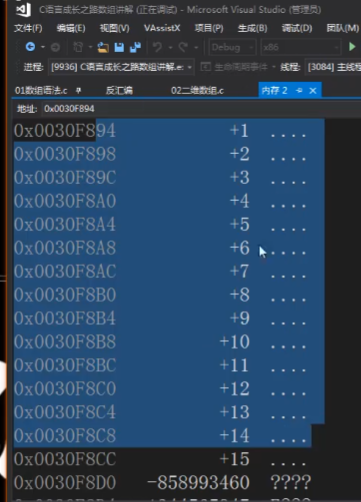 C语言成长之路数组讲解 (正在调试) - Microsoft Visual Studio (管理员)
文件(F) 编辑(E) 视图(V) VAssistX 项目(P) 生成(B) 调试(D) 团队(M)
Debug x86
进程: [9936] C语言成长之路数组讲解.e 生命周期事件 线程: [3084] 主线
01数组语法.c 反汇编 02二维数组.c 内存 2
地址: 0x0030F894
0x0030F894 +1 ....
0x0030F898 +2 ....
0x0030F89C +3 ....
0x0030F8A0 +4 ....
0x0030F8A4 +5 ....
0x0030F8A8 +6 ....
0x0030F8AC +7 ....
0x0030F8B0 +8 ....
0x0030F8B4 +9 ....
0x0030F8B8 +10 ....
0x0030F8BC +11 ....
0x0030F8C0 +12 ....
0x0030F8C4 +13 ....
0x0030F8C8 +14 ....
0x0030F8CC +15 ....
0x0030F8D0 -858993460 ????